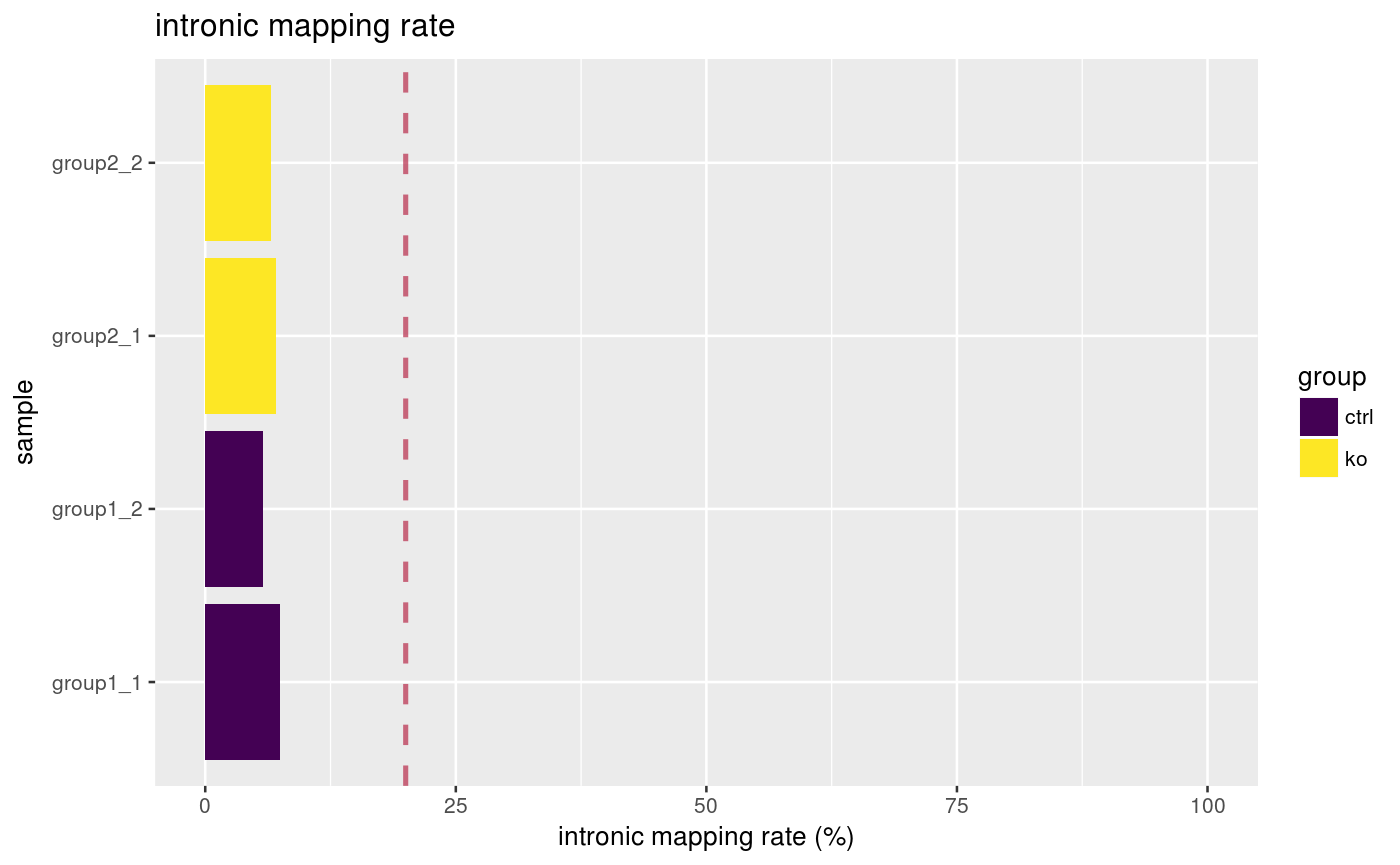 intronic mapping rate
group2_2
group2_1
group1_2
group1_1
sample
0 25 50 75 100
intronic mapping rate (%)
group
ctrl
ko